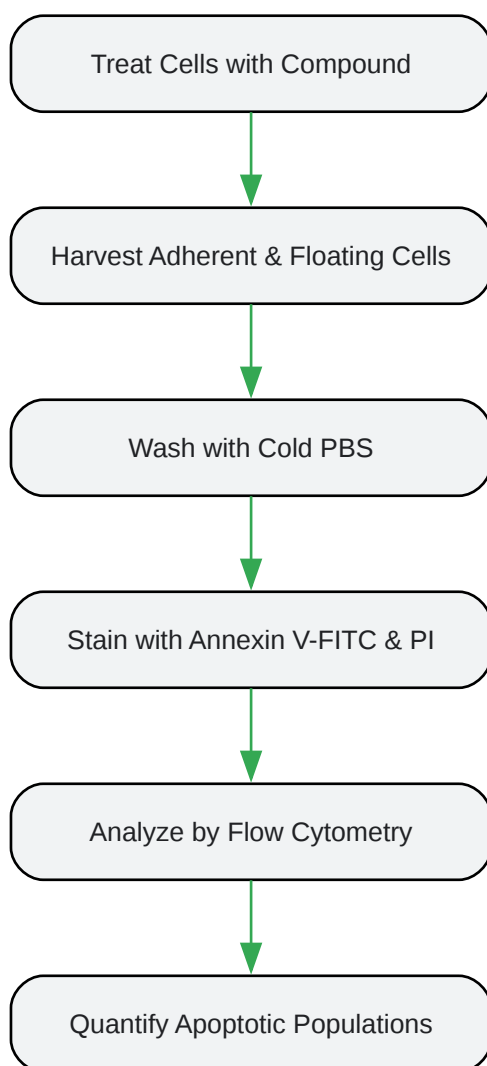 Treat Cells with Compound
Harvest Adherent & Floating Cells
Wash with Cold PBS
Stain with Annexin V-FITC & PI
Analyze by Flow Cytometry
Quantify Apoptotic Populations